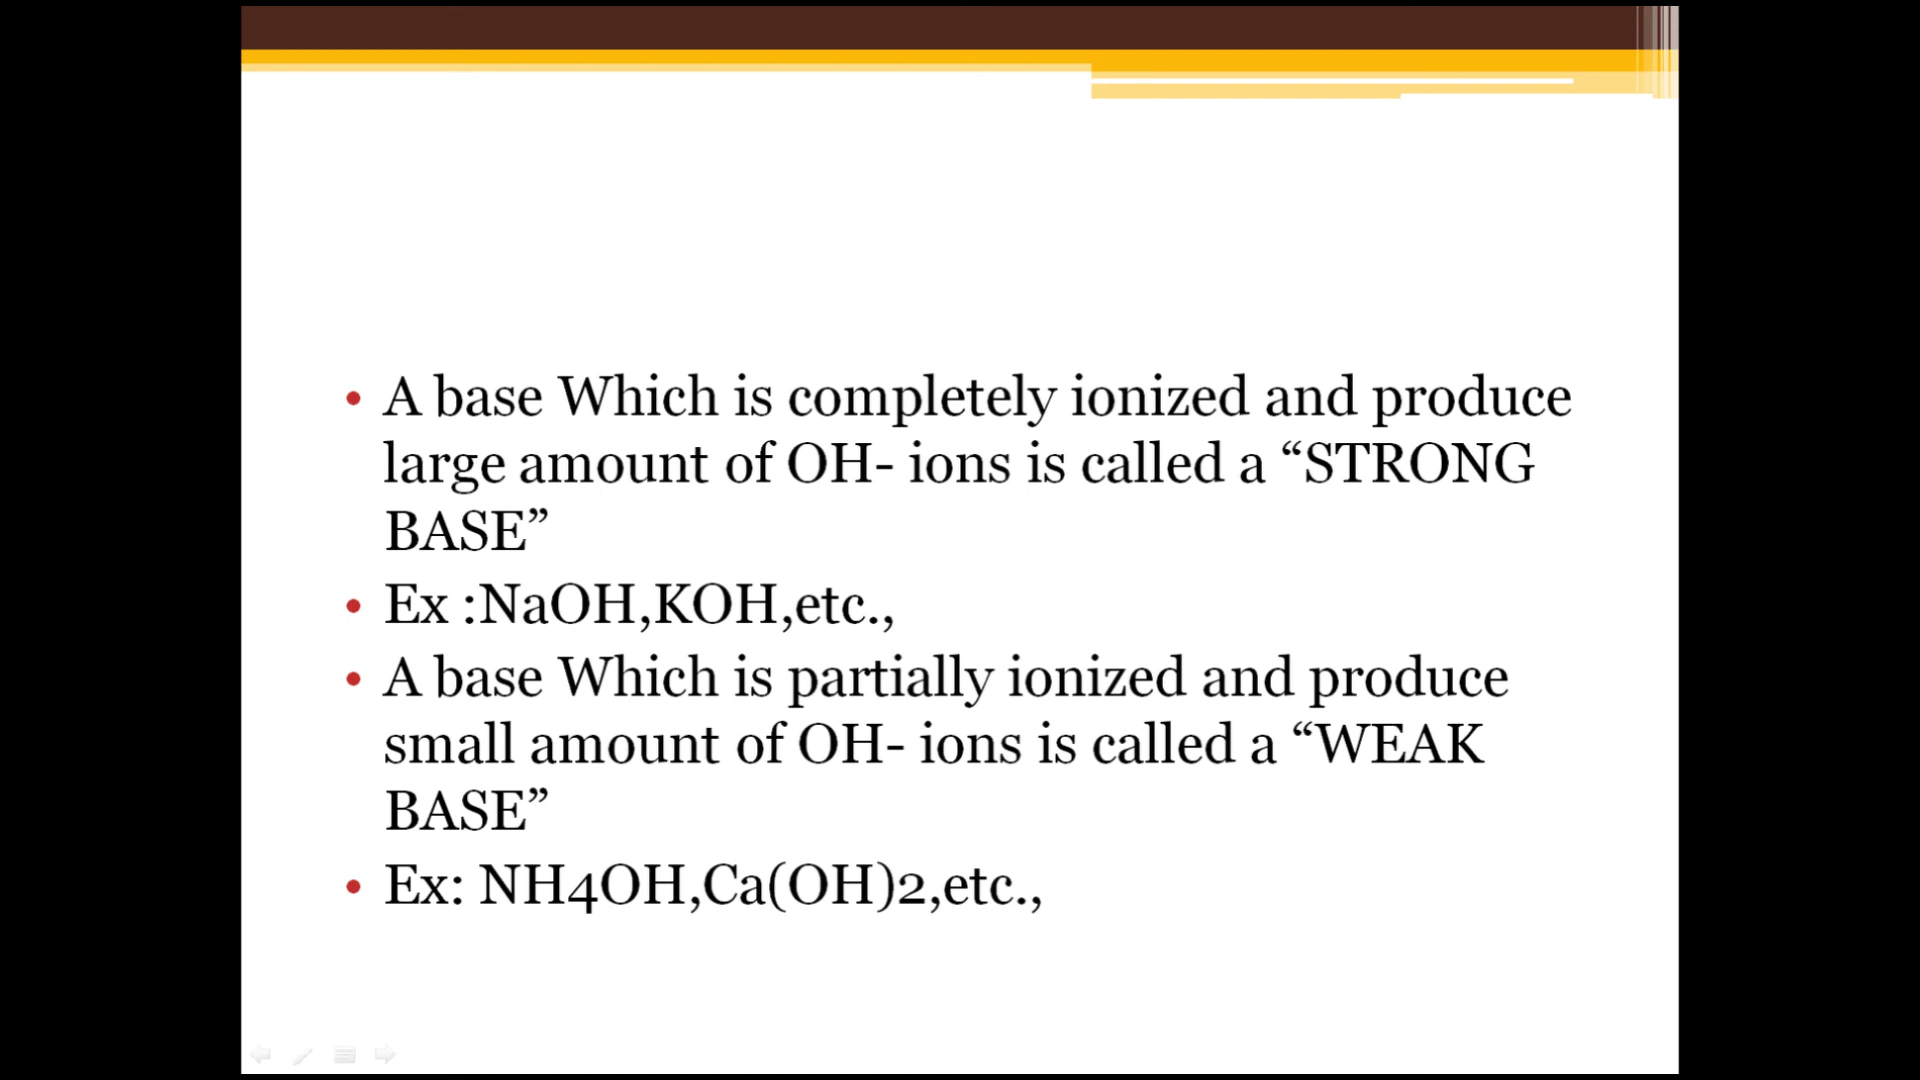 • A base Which is completely ionized and produce
large amount of OH- ions is called a “STRONG
BASE”
• Ex :NaOH,KOH,etc.,
• A base Which is partially ionized and produce
small amount of OH- ions is called a “WEAK
BASE”
• Ex: NH4OH,Ca(OH)2,etc.,